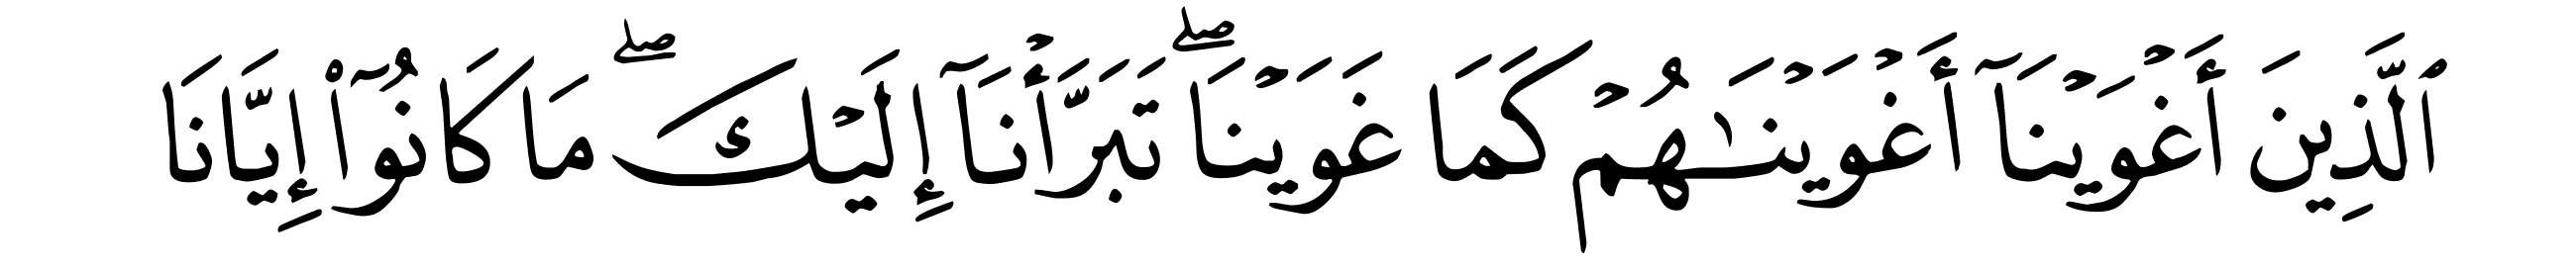 ٱلَّذِينَ أَغْوَيْنَآ أَغْوَيْنَـٰهُمْ كَمَا غَوَيْنَا ۖ تَبَرَّأْنَآ إِلَيْكَ ۖ مَا كَانُوٓا۟ إِيَّانَا